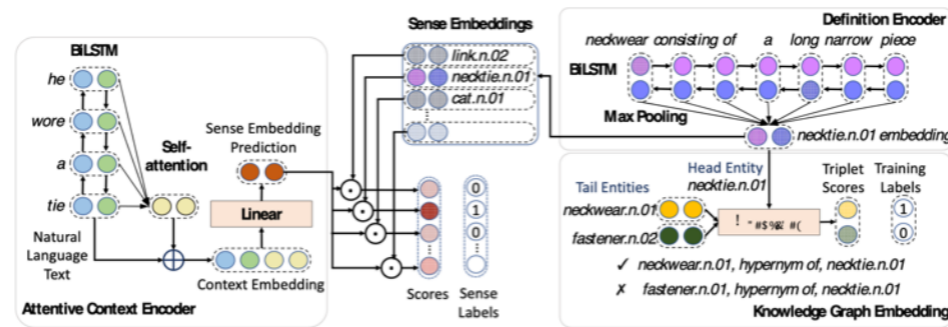 BiLSTM
he
wore
a
tie
Natural
Language
Text
Self-
attention
Sense Embedding
Prediction
Linear
Context Embedding
Attentive Context Encoder
Sense Embeddings
link.n.02
necktie.n.01
cat.n.01
0
1
0
Scores
Sense
Labels
Definition Encoder
neckwear consisting of a long narrow piece
BiLSTM
Max Pooling
necktie.n.01 embedding
Head Entity
necktie.n.01
Tail Entities
neckwear.n.01
fastener.n.02
Triplet
Scores
Training
Labels
1
0
✓ neckwear.n.01, hypernym of, necktie.n.01
✗ fastener.n.01, hypernym of, necktie.n.01
Knowledge Graph Embedding